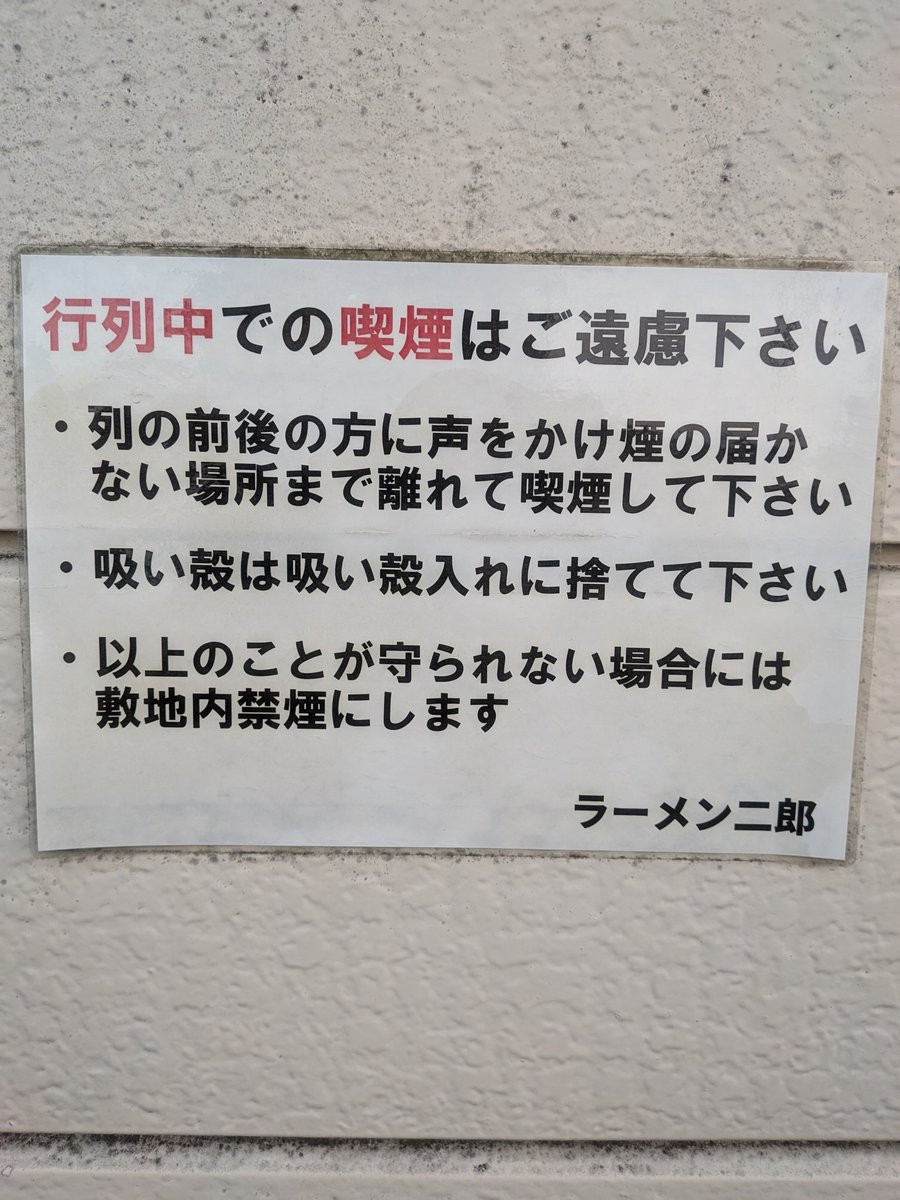 行列中での喫煙はご遠慮下さい
・列の前後の方に声をかけ煙の届か
ない場所まで離れて喫煙して下さい
・吸い殻は吸い殻入れに捨てて下さい
・以上のことが守られない場合には
敷地内禁煙にします
ラーメン二郎